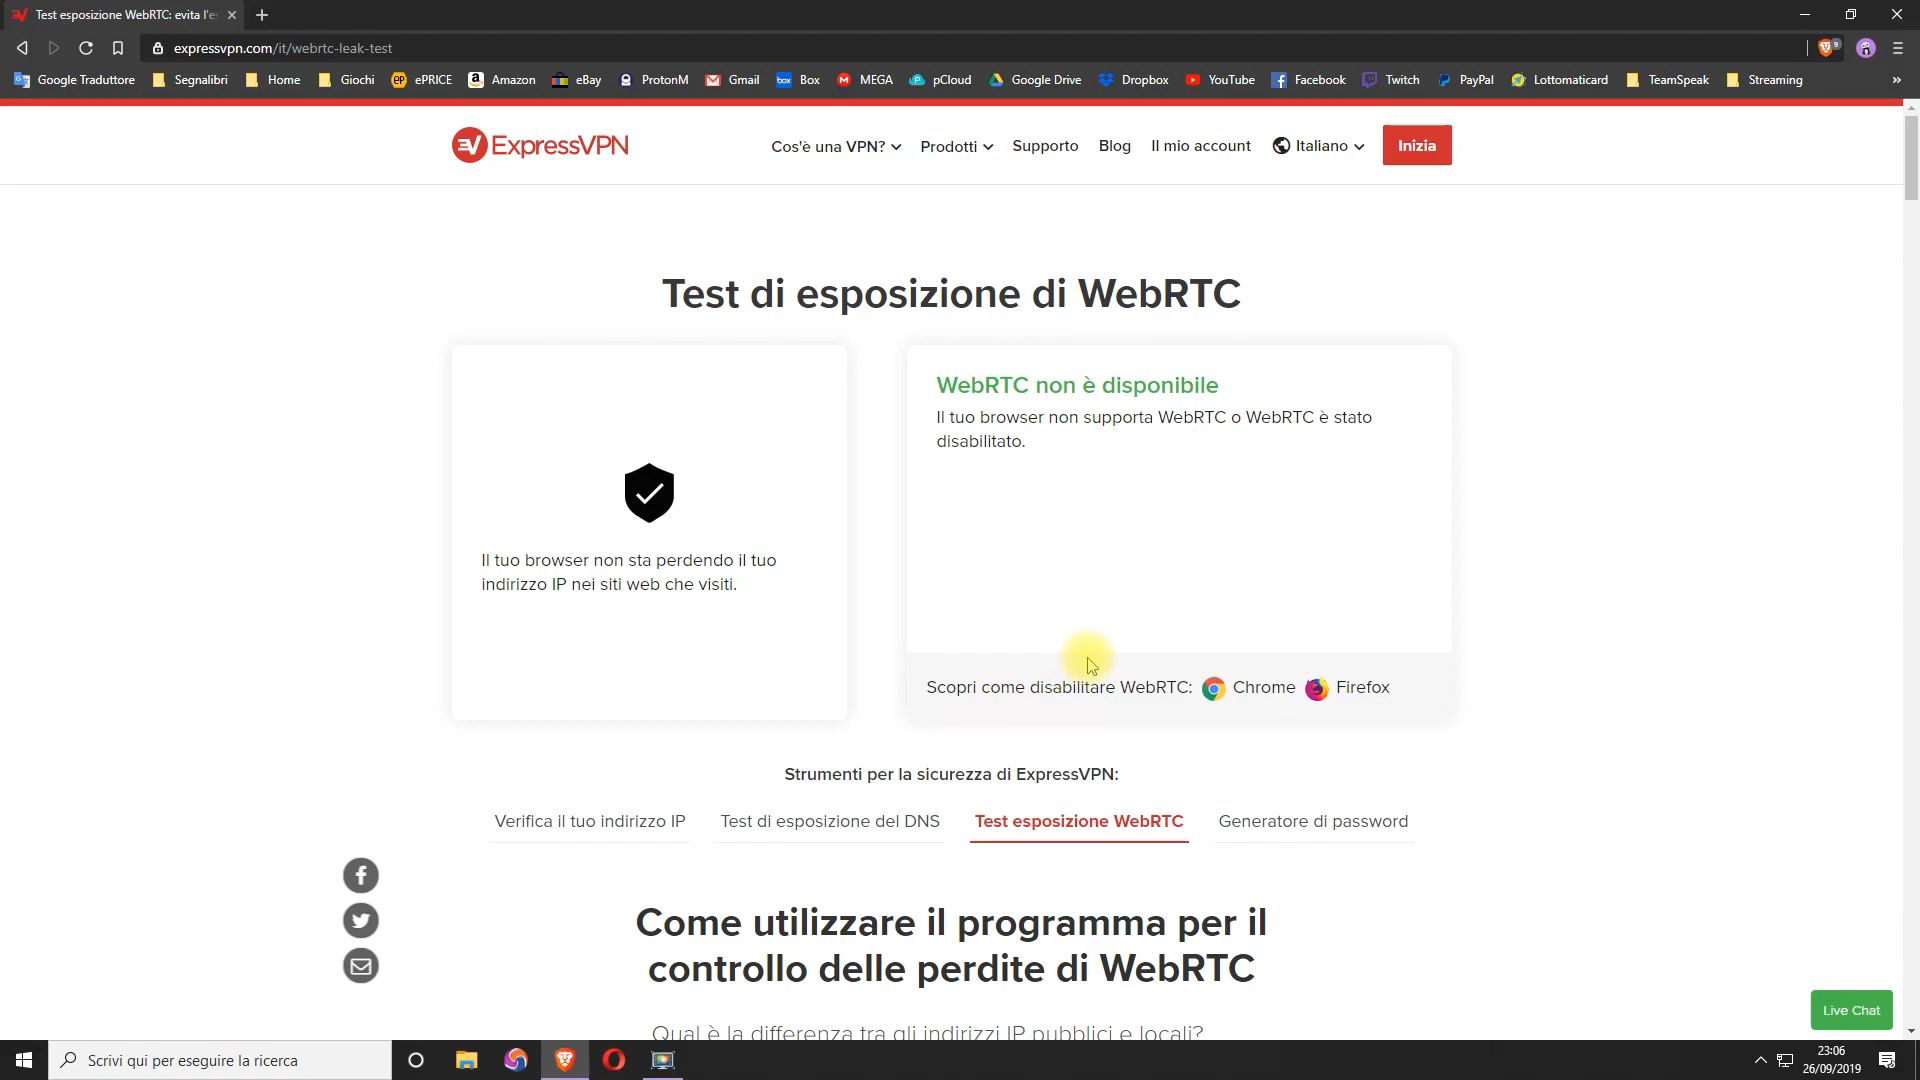 Test esposizione WebRTC: evita l'es
expressvpn.com/it/webrtc-leak-test
9
Google Traduttore Segnalibri Home Giochi ePRICE Amazon eBay ProtonM Gmail Box MEGA pCloud Google Drive Dropbox YouTube Facebook Twitch PayPal Lottomaticard TeamSpeak Streaming »
ExpressVPN
Cos'è una VPN? Prodotti Supporto Blog Il mio account Italiano Inizia
Test di esposizione di WebRTC
WebRTC non è disponibile
Il tuo browser non supporta WebRTC o WebRTC è stato
disabilitato.
Il tuo browser non sta perdendo il tuo
indirizzo IP nei siti web che visiti.
Scopri come disabilitare WebRTC: Chrome Firefox
Strumenti per la sicurezza di ExpressVPN:
Verifica il tuo indirizzo IP Test di esposizione del DNS Test esposizione WebRTC Generatore di password
Come utilizzare il programma per il
controllo delle perdite di WebRTC
Qual è la differenza tra gli indirizzi IP pubblici e locali?
Live Chat
Scrivi qui per eseguire la ricerca
23:06
26/09/2019